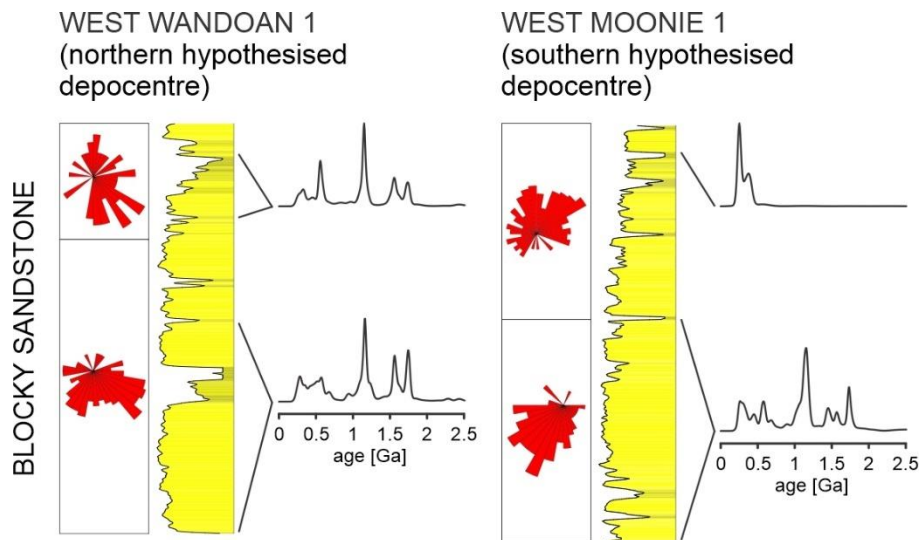 WEST WANDOAN 1
(northern hypothesised
depocentre)
WEST MOONIE 1
(southern hypothesised
depocentre)
BLOCKY SANDSTONE
0 0.5 1 1.5 2 2.5
age [Ga]
0 0.5 1 1.5 2 2.5
age [Ga]